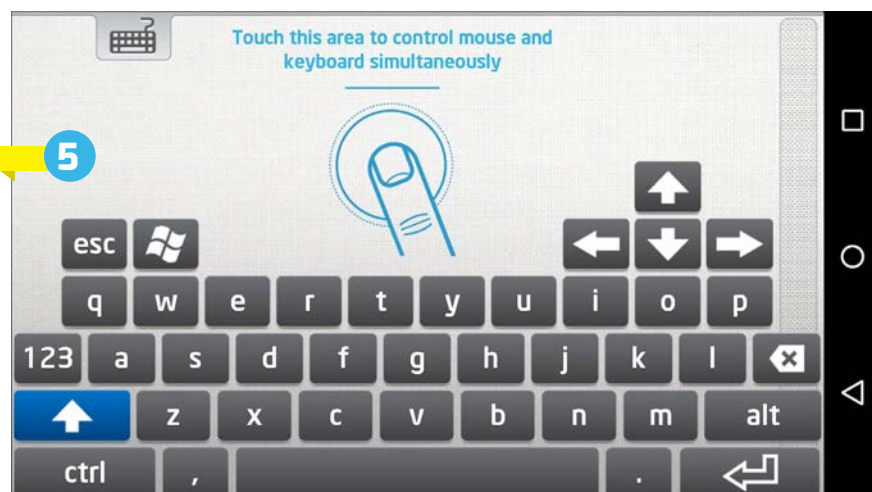 Touch this area to control mouse and
keyboard simultaneously
5
esc
q w e r t y u i o p
123 a s d f g h j k l
z x c v b n m alt
ctrl , .